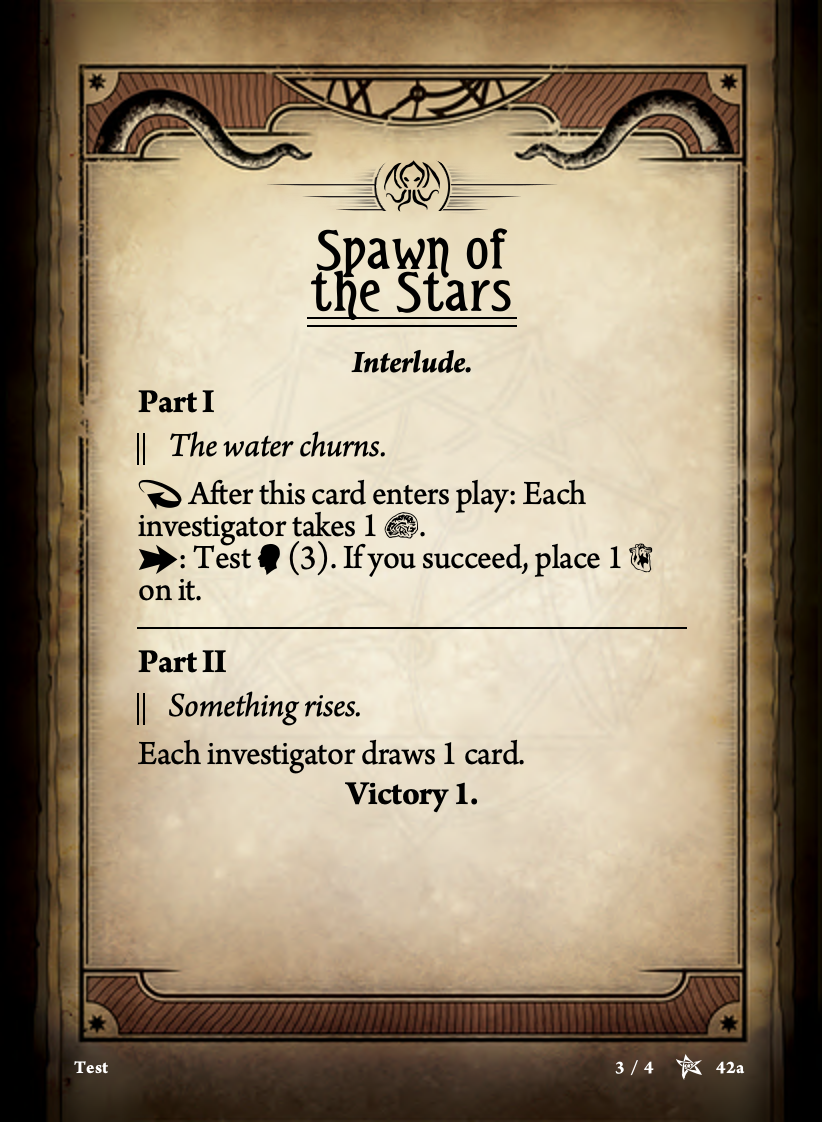 Spawn of
the Stars
Interlude.
Part I
The water churns.
After this card enters play: Each
investigator takes 1 .
: Test (3). If you succeed, place 1
on it.
Part II
Something rises.
Each investigator draws 1 card.
Victory 1.
Test
3 / 4 42a